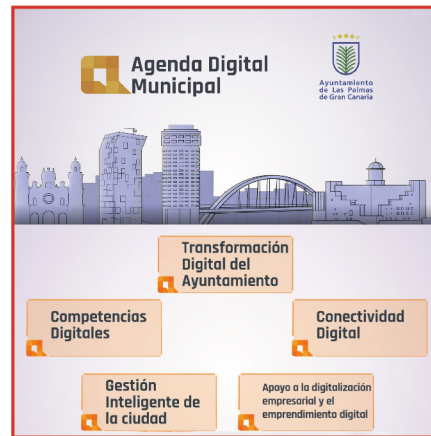 Agenda Digital
Municipal
Ayuntamiento
de Las Palmas
de Gran Canaria
Transformación
Digital del
Ayuntamiento
Competencias
Digitales
Conectividad
Digital
Gestión
Inteligente de
la ciudad
Apoyo a la digitalización
empresarial y el
emprendimiento digital